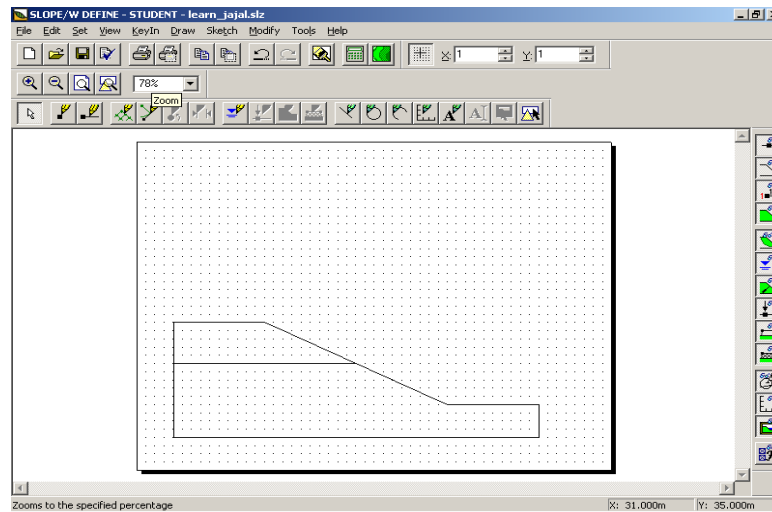 SLOPE/W DEFINE - STUDENT - learn_jajal.slz
File Edit Set View KeyIn Draw Sketch Modify Tools Help
X: 1 Y: 1
78%
Zoom
Zooms to the specified percentage
X: 31.000m Y: 35.000m